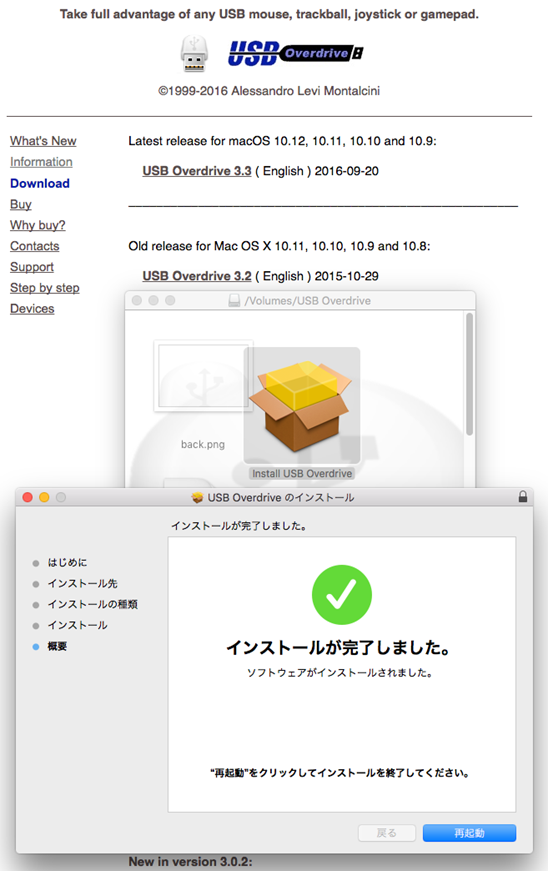 Take full advantage of any USB mouse, trackball, joystick or gamepad.
USB Overdrive
©1999-2016 Alessandro Levi Montalcini
What's New
Information
Download
Buy
Why buy?
Contacts
Support
Step by step
Devices
Latest release for macOS 10.12, 10.11, 10.10 and 10.9:
USB Overdrive 3.3 ( English ) 2016-09-20
Old release for Mac OS X 10.11, 10.10, 10.9 and 10.8:
USB Overdrive 3.2 ( English ) 2015-10-29
/Volumes/USB Overdrive
back.png
Install USB Overdrive
USB Overdrive のインストール
インストールが完了しました。
はじめに
インストール先
インストールの種類
インストール
概要
インストールが完了しました。
ソフトウェアがインストールされました。
“再起動”をクリックしてインストールを終了してください。
戻る
再起動
New in version 3.0.2: